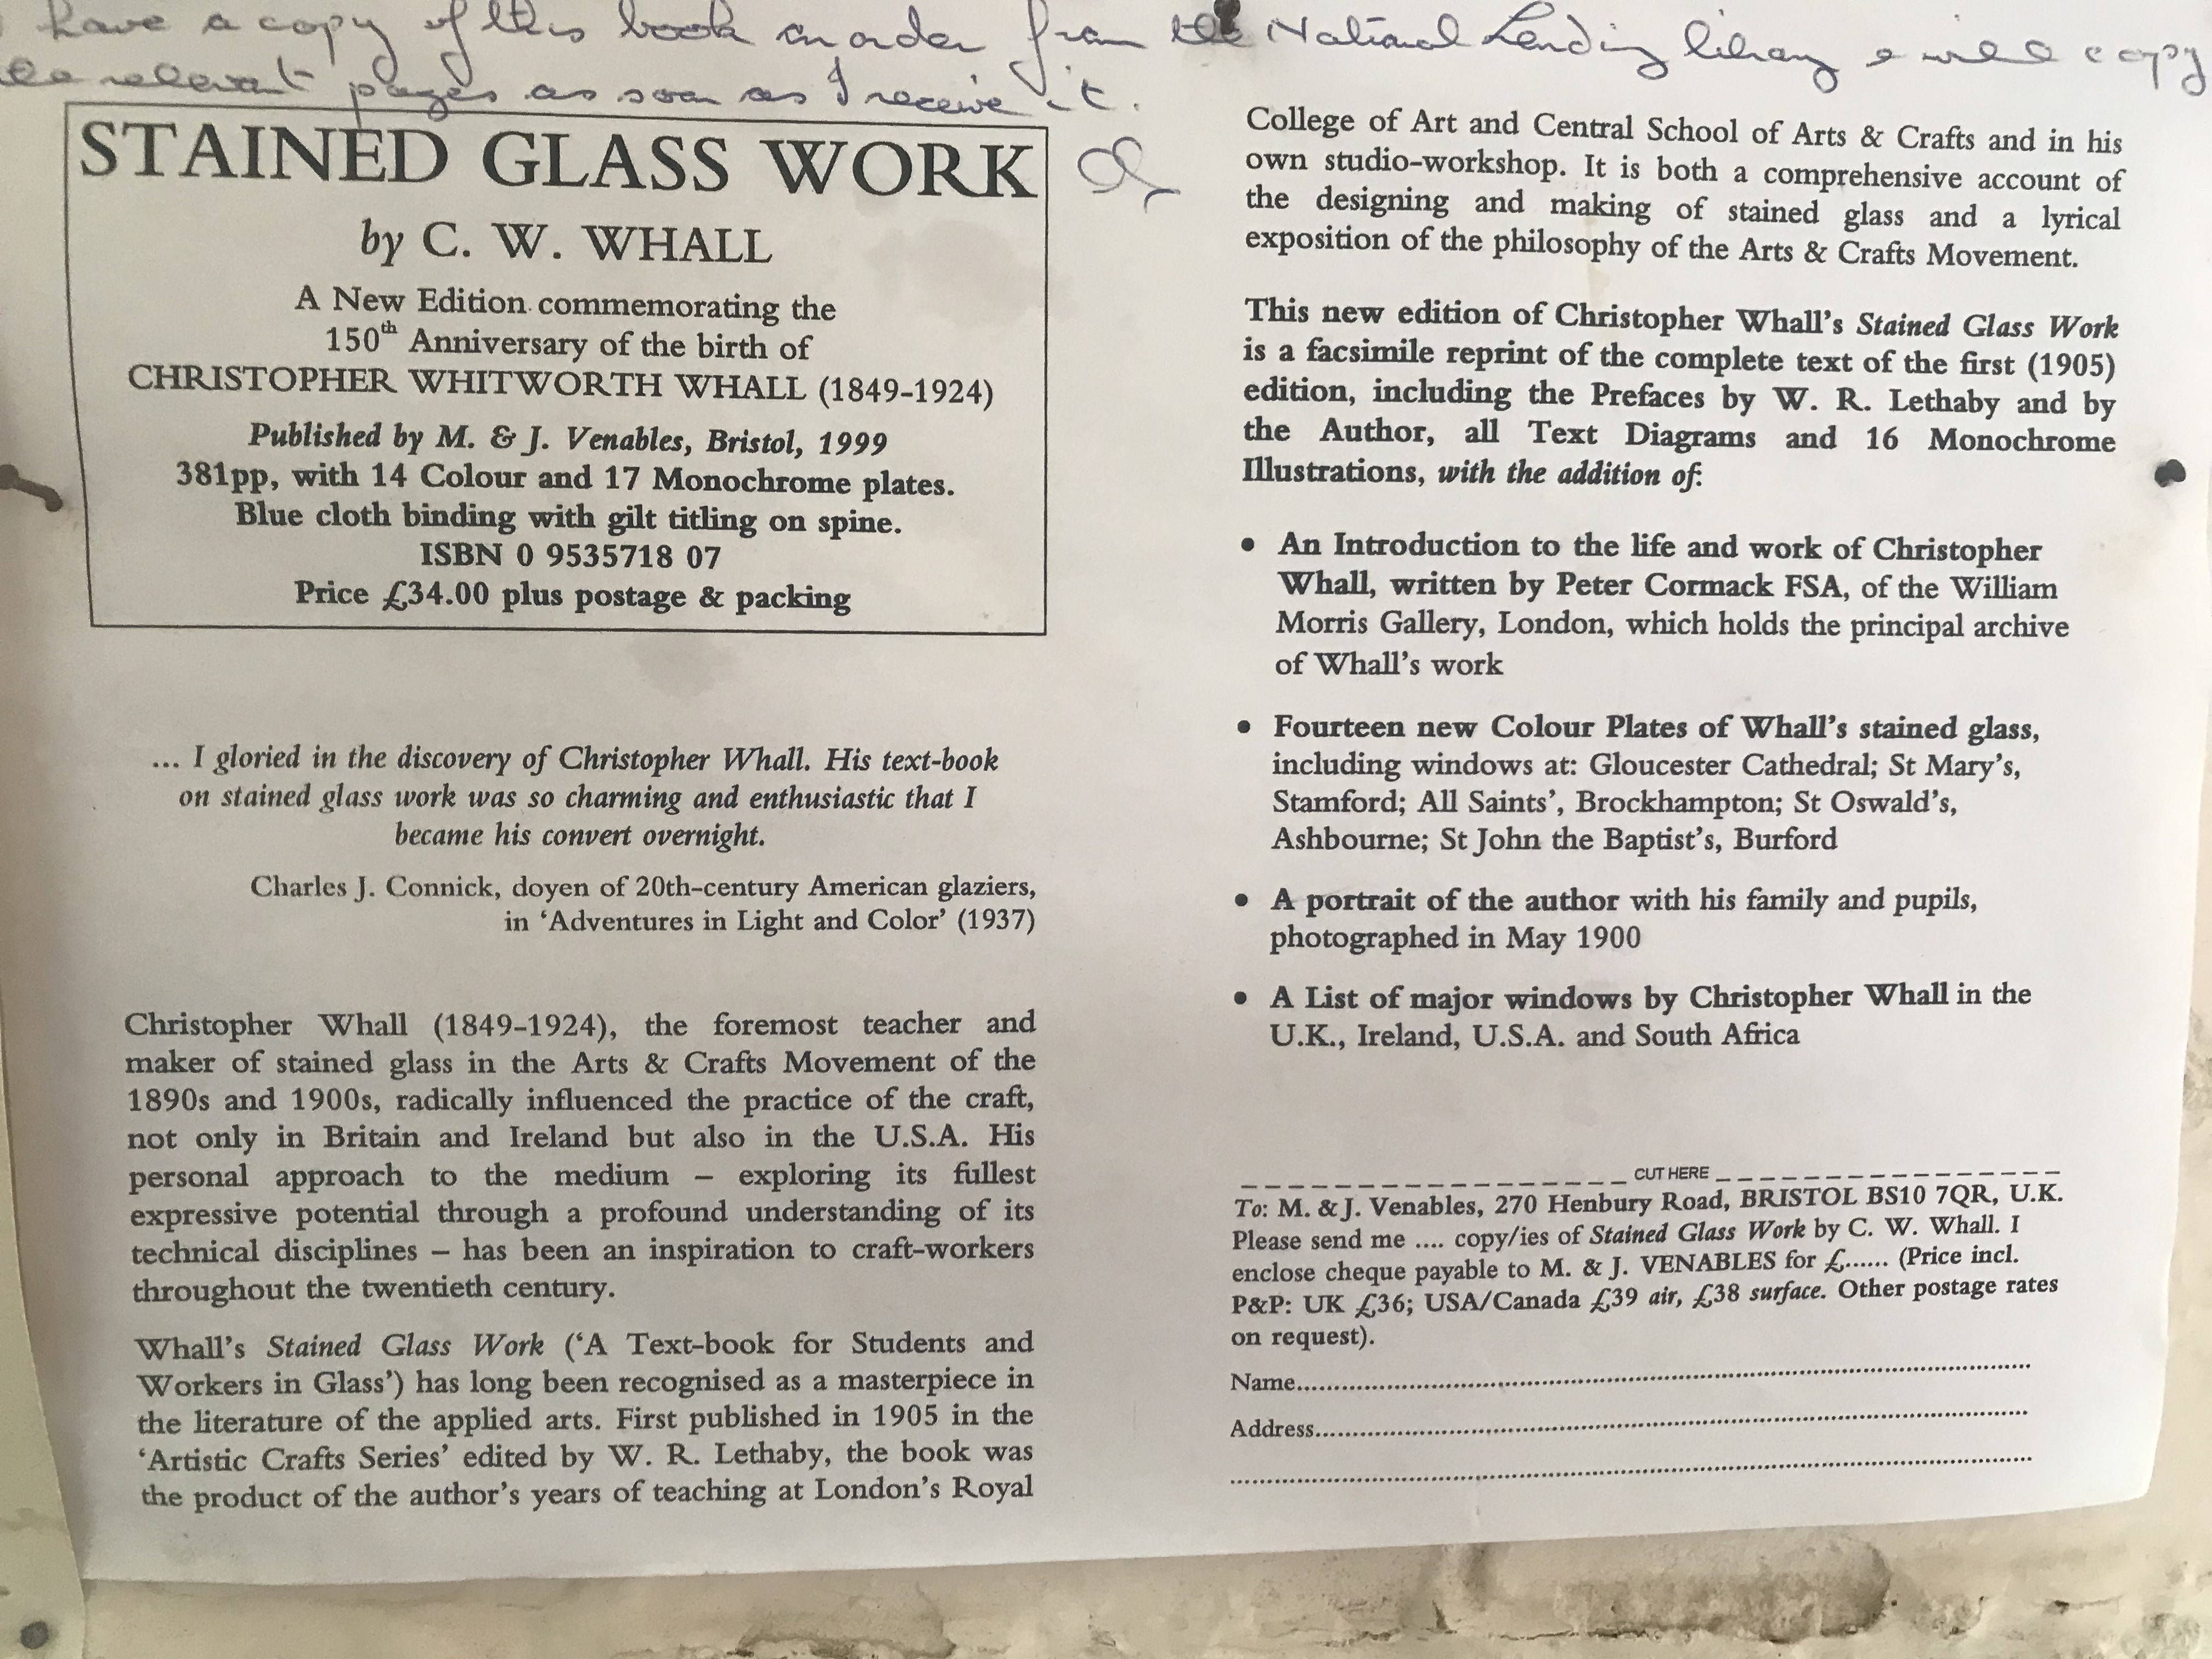 have a copy of this book on order from the National Lending library & will copy
relevant pages as soon as I receive it.
STAINED GLASS WORK
by C. W. WHALL
A New Edition commemorating the
150th Anniversary of the birth of
CHRISTOPHER WHITWORTH WHALL (1849-1924)
Published by M. & J. Venables, Bristol, 1999
381pp, with 14 Colour and 17 Monochrome plates.
Blue cloth binding with gilt titling on spine.
ISBN 0 9535718 07
Price £34.00 plus postage & packing
... I gloried in the discovery of Christopher Whall. His text-book
on stained glass work was so charming and enthusiastic that I
became his convert overnight.
Charles J. Connick, doyen of 20th-century American glaziers,
in ‘Adventures in Light and Color’ (1937)
Christopher Whall (1849-1924), the foremost teacher and
maker of stained glass in the Arts & Crafts Movement of the
1890s and 1900s, radically influenced the practice of the craft,
not only in Britain and Ireland but also in the U.S.A. His
personal approach to the medium – exploring its fullest
expressive potential through a profound understanding of its
technical disciplines – has been an inspiration to craft-workers
throughout the twentieth century.
Whall’s Stained Glass Work (‘A Text-book for Students and
Workers in Glass’) has long been recognised as a masterpiece in
the literature of the applied arts. First published in 1905 in the
‘Artistic Crafts Series’ edited by W. R. Lethaby, the book was
the product of the author’s years of teaching at London’s Royal
College of Art and Central School of Arts & Crafts and in his
own studio-workshop. It is both a comprehensive account of
the designing and making of stained glass and a lyrical
exposition of the philosophy of the Arts & Crafts Movement.
This new edition of Christopher Whall’s Stained Glass Work
is a facsimile reprint of the complete text of the first (1905)
edition, including the Prefaces by W. R. Lethaby and by
the Author, all Text Diagrams and 16 Monochrome
Illustrations, with the addition of:
• An Introduction to the life and work of Christopher
Whall, written by Peter Cormack FSA, of the William
Morris Gallery, London, which holds the principal archive
of Whall’s work
• Fourteen new Colour Plates of Whall’s stained glass,
including windows at: Gloucester Cathedral; St Mary’s,
Stamford; All Saints’, Brockhampton; St Oswald’s,
Ashbourne; St John the Baptist’s, Burford
• A portrait of the author with his family and pupils,
photographed in May 1900
• A List of major windows by Christopher Whall in the
U.K., Ireland, U.S.A. and South Africa
CUT HERE
To: M. & J. Venables, 270 Henbury Road, BRISTOL BS10 7QR, U.K.
Please send me .... copy/ies of Stained Glass Work by C. W. Whall. I
enclose cheque payable to M. & J. VENABLES for £...... (Price incl.
P&P: UK £36; USA/Canada £39 air, £38 surface. Other postage rates
on request).
Name
Address